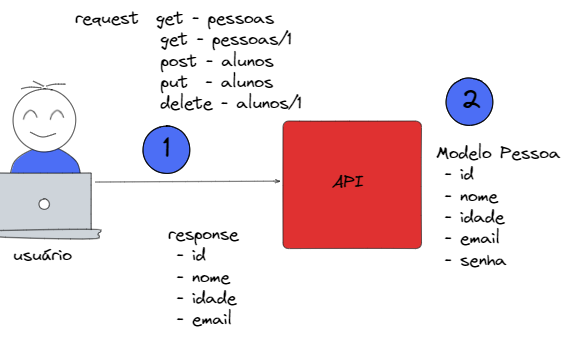 request get - pessoas
get - pessoas/1
post - alunos
put - alunos
delete - alunos/1
1
2
API
Modelo Pessoa
- id
- nome
- idade
- email
- senha
usuário
response
- id
- nome
- idade
- email